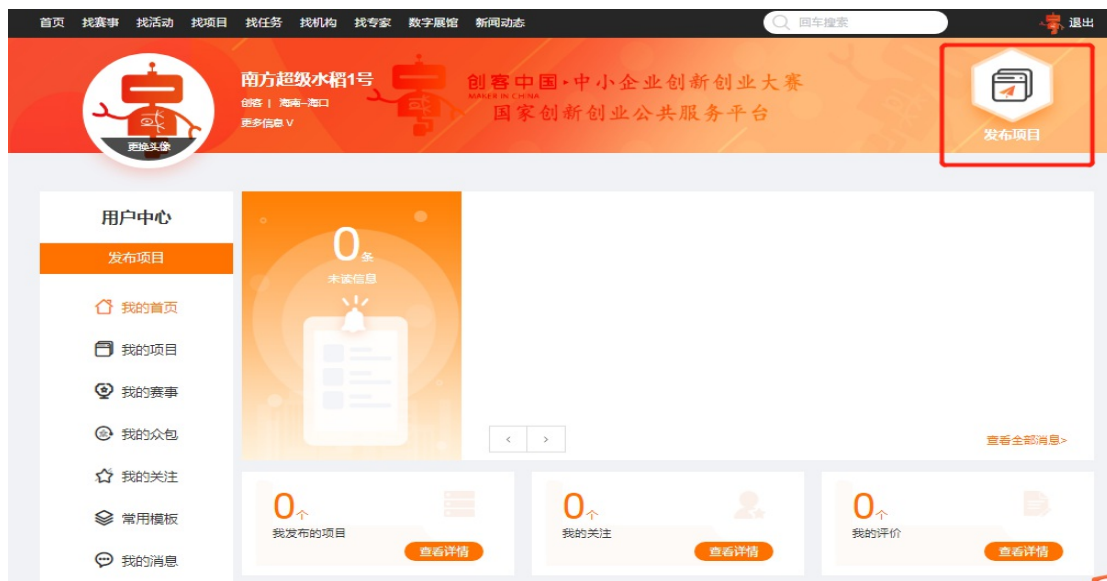 首页 找赛事 找活动 找项目 找任务 找机构 找专家 数字展馆 新闻动态 回车搜索 退出
南方超级水稻1号
创客 | 海南-海口
更多信息 V
更换头像
创客中国·中小企业创新创业大赛
MAKER IN CHINA
国家创新创业公共服务平台
发布项目
用户中心
发布项目
我的首页
我的项目
我的赛事
我的众包
我的关注
常用模板
我的消息
0条
未读信息
< >
查看全部消息>
0个
我发布的项目
查看详情
0个
我的关注
查看详情
0个
我的评价
查看详情